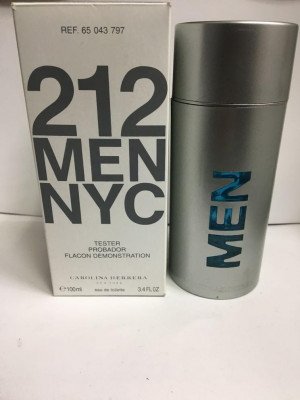 REF. 65 043 797
212
MEN
NYC
TESTER
PROBADOR
FLACON DEMONSTRATION
CAROLINA HERRERA
NEW YORK
℮ 100ml eau de toilette 3.4 FL.OZ
MEN